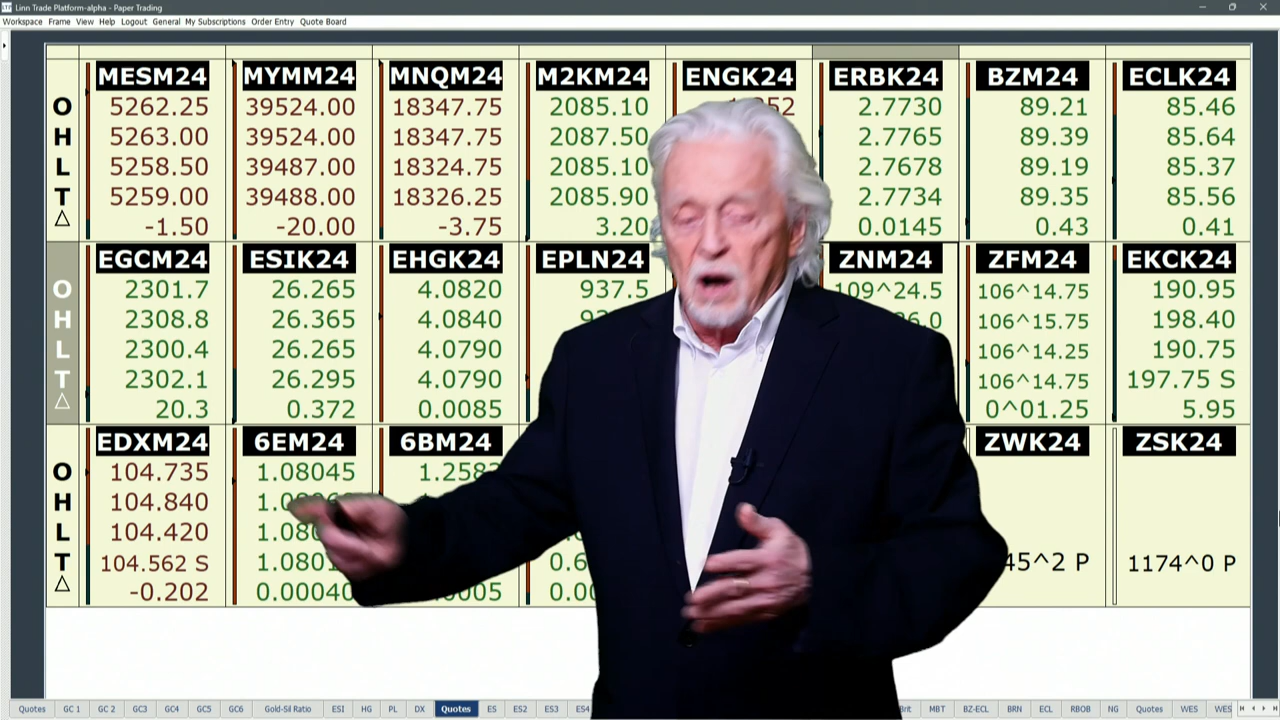 Linn Trade Platform-alpha - Paper Trading
Workspace Frame View Help Logout General My Subscriptions Order Entry Quote Board
MESM24 MYMM24 MNQM24 M2KM24 ENGK24 ERBK24 BZM24 ECLK24
O 5262.25 39524.00 18347.75 2085.10 2.7730 89.21 85.46
H 5263.00 39524.00 18347.75 2087.50 2.7765 89.39 85.64
L 5258.50 39487.00 18324.75 2085.10 2.7678 89.19 85.37
T 5259.00 39488.00 18326.25 2085.90 2.7734 89.35 85.56
△ -1.50 -20.00 -3.75 3.20 0.0145 0.43 0.41
EGCM24 ESIK24 EHGK24 EPLN24 ZNM24 ZFM24 EKCK24
O 2301.7 26.265 4.0820 937.5 109^24.5 106^14.75 190.95
H 2308.8 26.365 4.0840 106^15.75 198.40
L 2300.4 26.265 4.0790 106^14.25 190.75
T 2302.1 26.295 4.0790 106^14.75 197.75 S
△ 20.3 0.372 0.0085 0^01.25 5.95
EDXM24 6EM24 6BM24 ZWK24 ZSK24
O 104.735 1.08045
H 104.840
L 104.420
T 104.562 S 1174^0 P
△ -0.202 0.00040
Quotes GC 1 GC 2 GC3 GC4 GC5 GC6 Gold-Sil Ratio ESI HG PL DX Quotes ES ES2 ES3 ES4 MBT BZ-ECL BRN ECL RBOB NG Quotes WES WES